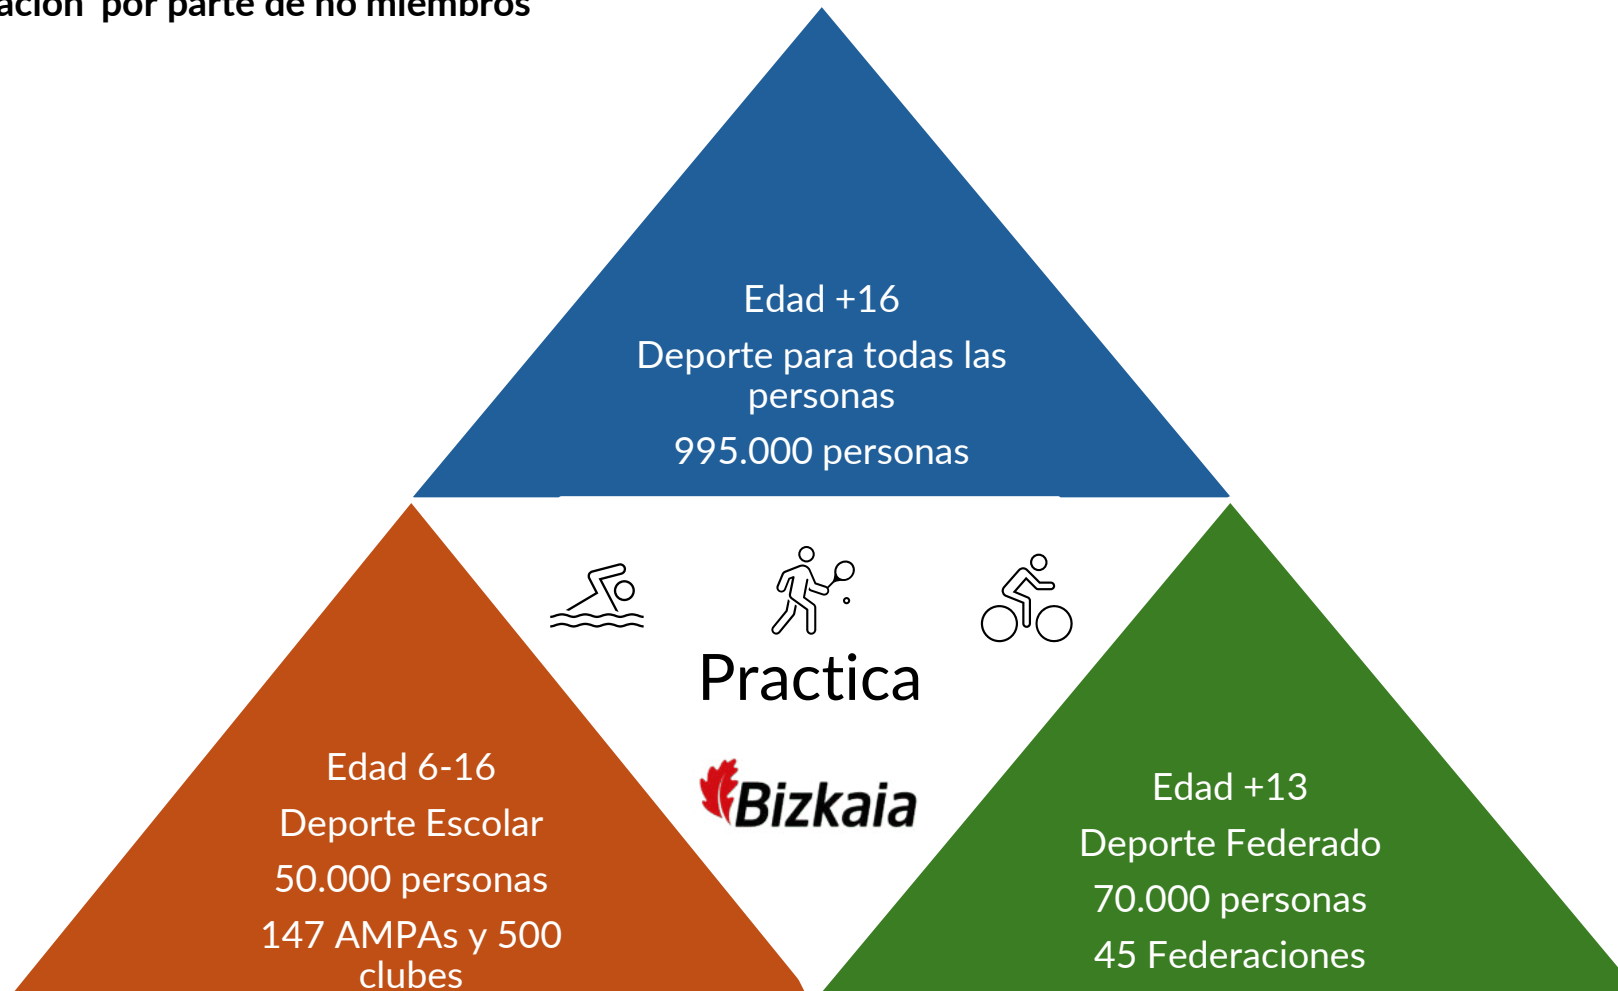 por parte de no miembros
Edad +16
Deporte para todas las
personas
995.000 personas
Practica
Bizkaia
Edad 6-16
Deporte Escolar
50.000 personas
147 AMPAs y 500
clubes
Edad +13
Deporte Federado
70.000 personas
45 Federaciones